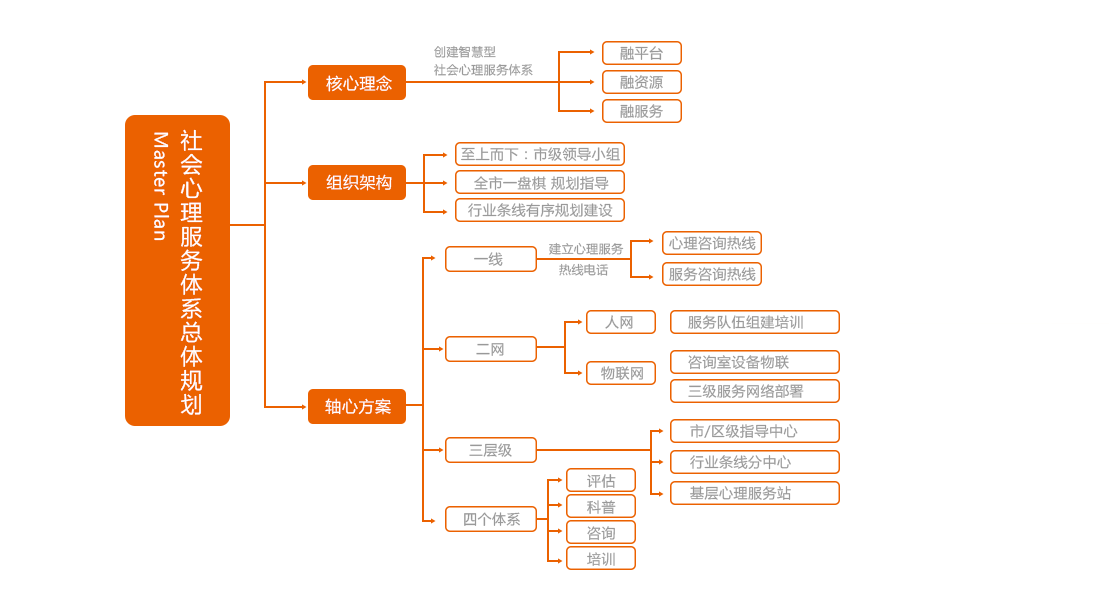 社会心理服务体系总体规划
Master Plan
核心理念
创建智慧型
社会心理服务体系
融平台
融资源
融服务
组织架构
至上而下：市级领导小组
全市一盘棋 规划指导
行业条线有序规划建设
轴心方案
一线
建立心理服务
热线电话
心理咨询热线
服务咨询热线
二网
人网
服务队伍组建培训
物联网
咨询室设备物联
三级服务网络部署
三层级
市/区级指导中心
行业条线分中心
基层心理服务站
四个体系
评估
科普
咨询
培训